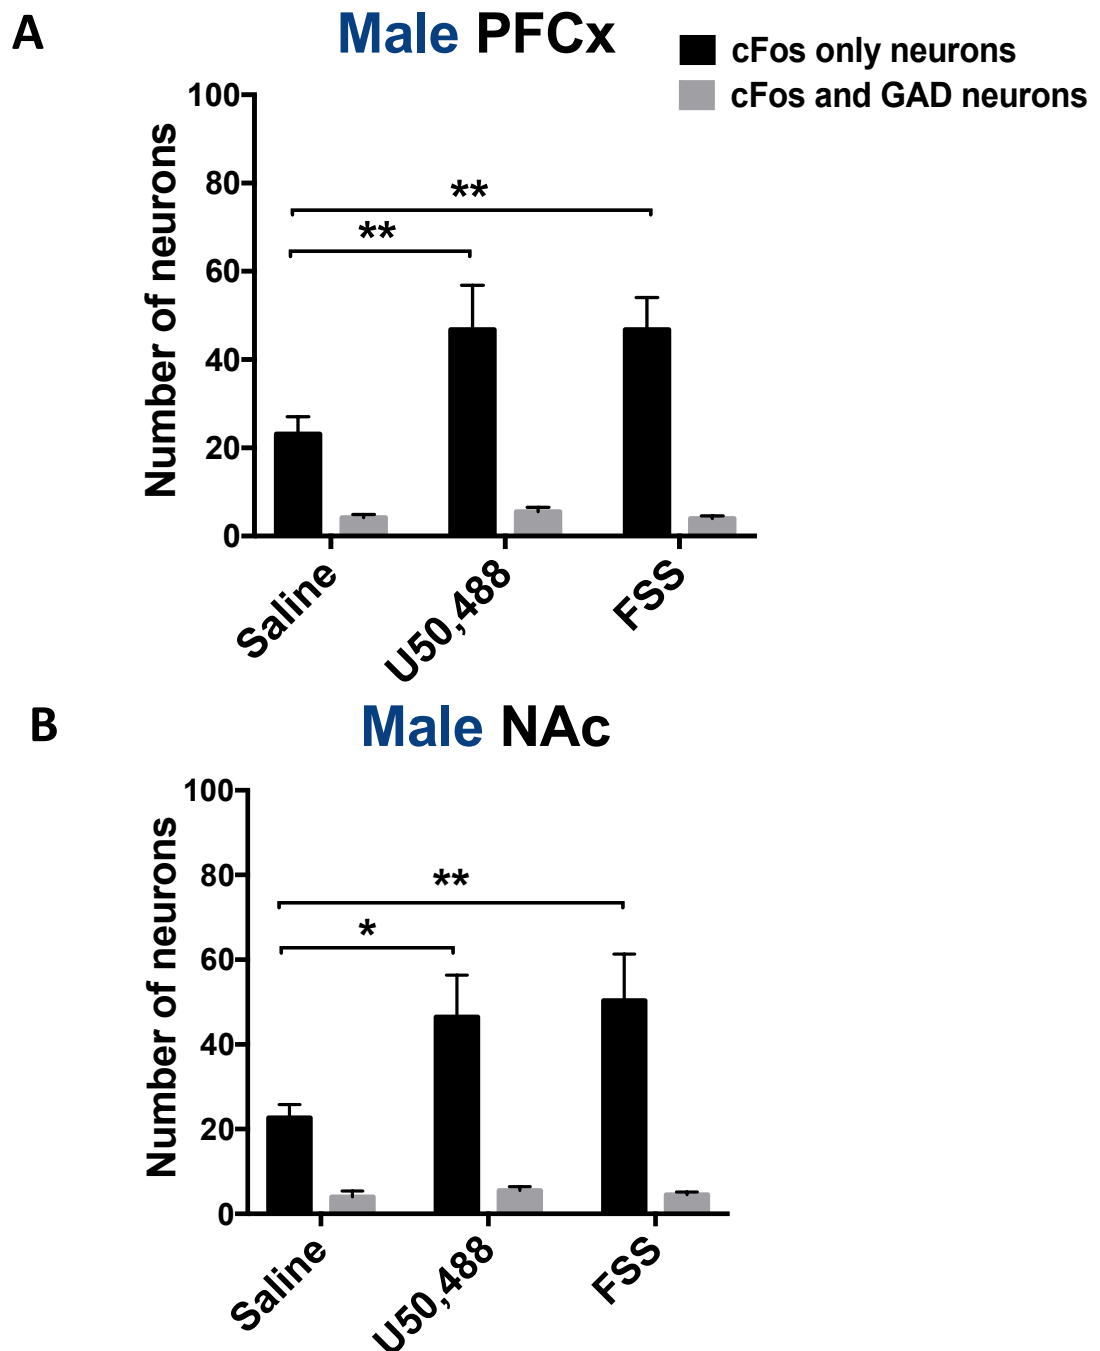 A
Male PFCx
cFos only neurons
cFos and GAD neurons
Number of neurons
100
80
60
40
20
0
**
**
Saline
U50,488
FSS
B
Male NAc
Number of neurons
100
80
60
40
20
0
**
*
Saline
U50,488
FSS